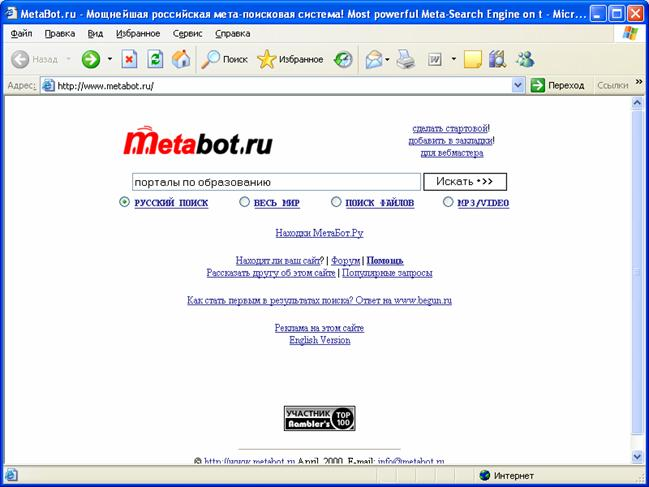 MetaBot.ru - Мощнейшая российская мета-поисковая система! Most powerful Meta-Search Engine on t - Micr...
Файл Правка Вид Избранное Сервис Справка
Назад Поиск Избранное
Адрес: http://www.metabot.ru/ Переход Ссылки »
Metabot.ru
сделать стартовой!
добавить в закладки!
для вебмастера
порталы по образованию Искать •>>
РУССКИЙ ПОИСК ВЕСЬ МИР ПОИСК ФАЙЛОВ MP3/VIDEO
Находки МетаБот.Ру
Находят ли ваш сайт? | Форум | Помощь
Рассказать другу об этом сайте | Популярные запросы
Как стать первым в результатах поиска? Ответ на www.begun.ru
Реклама на этом сайте
English Version
УЧАСТНИК
Rambler's
TOP 100
© http://www.metabot.ru April, 2000. E-mail: info@metabot.ru
Интернет